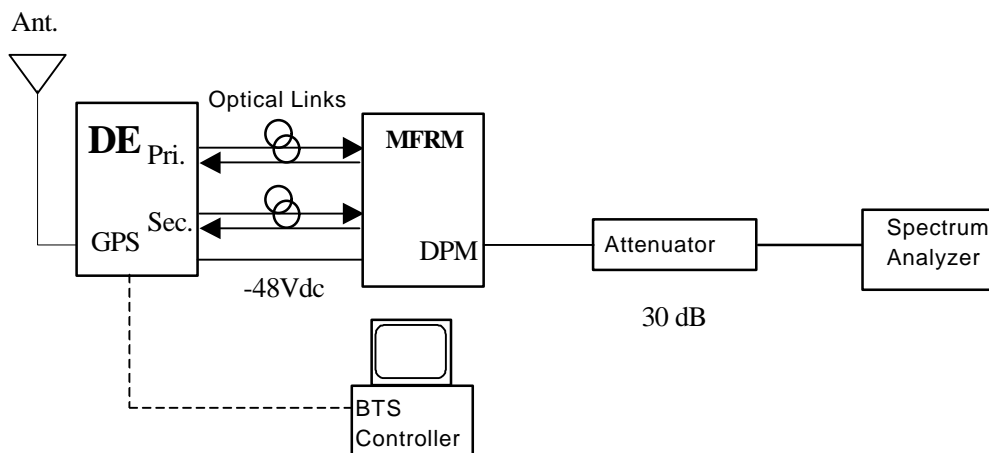 Ant.
Optical Links
DE
Pri.
MFRM
Sec.
GPS
DPM
Attenuator
Spectrum
Analyzer
-48Vdc
30 dB
BTS
Controller